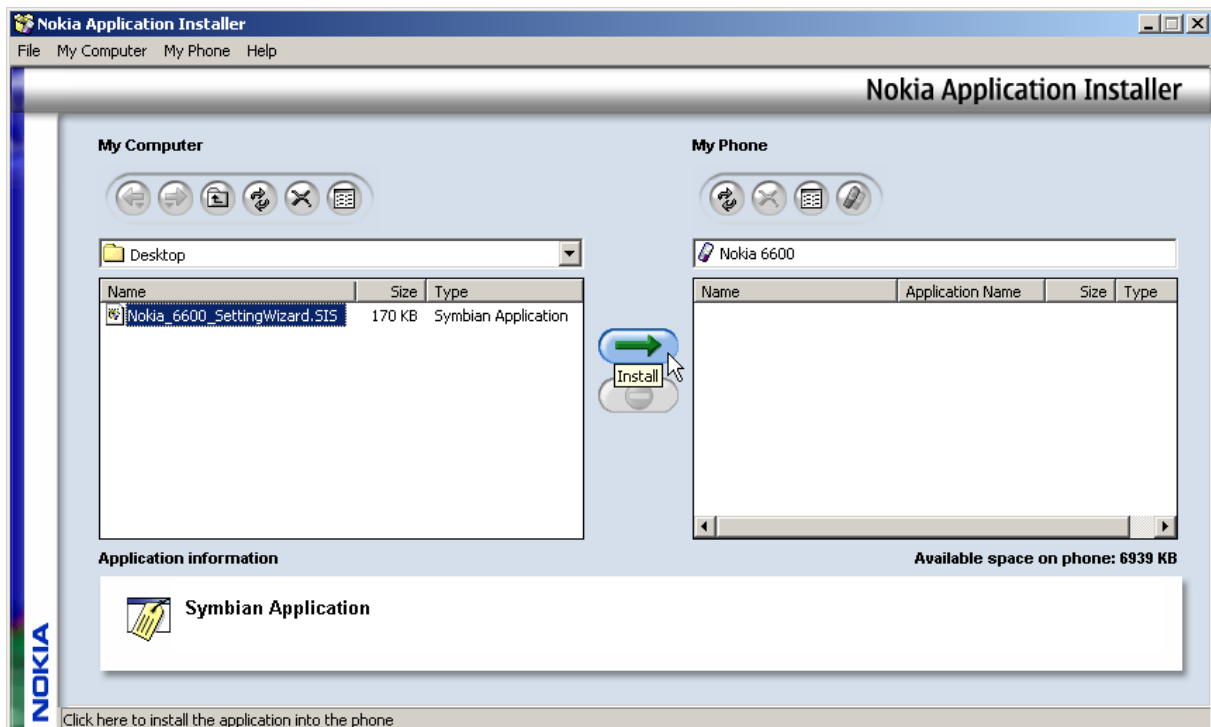 Nokia Application Installer
File My Computer My Phone Help
Nokia Application Installer
My Computer
My Phone
Desktop
Nokia 6600
Name Size Type
Name Application Name Size Type
Nokia_6600_SettingWizard.SIS 170 KB Symbian Application
Install
Application information
Available space on phone: 6939 KB
Symbian Application
NOKIA
Click here to install the application into the phone